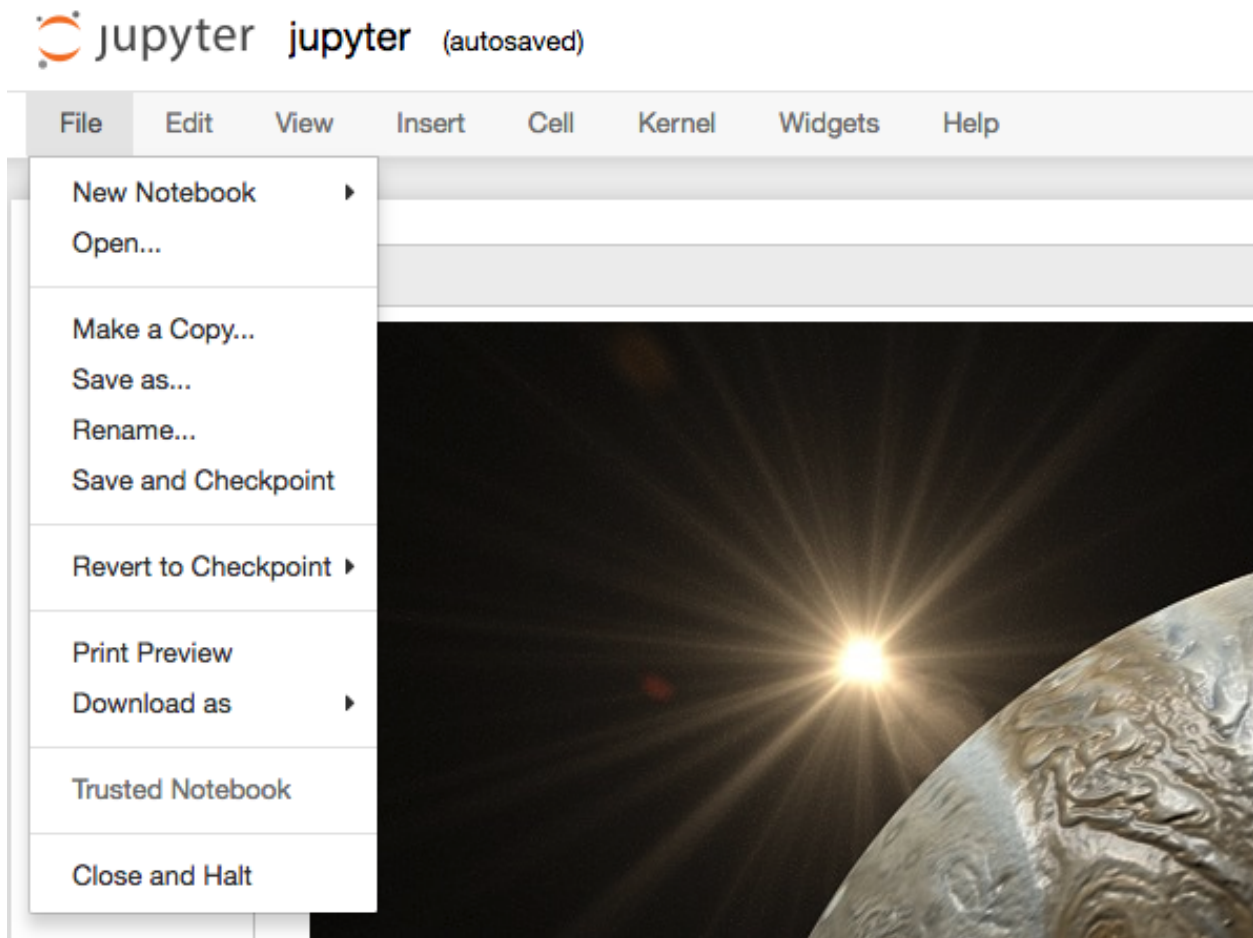 jupyter jupyter (autosaved)
File Edit View Insert Cell Kernel Widgets Help
New Notebook
Open...
Make a Copy...
Save as...
Rename...
Save and Checkpoint
Revert to Checkpoint
Print Preview
Download as
Trusted Notebook
Close and Halt